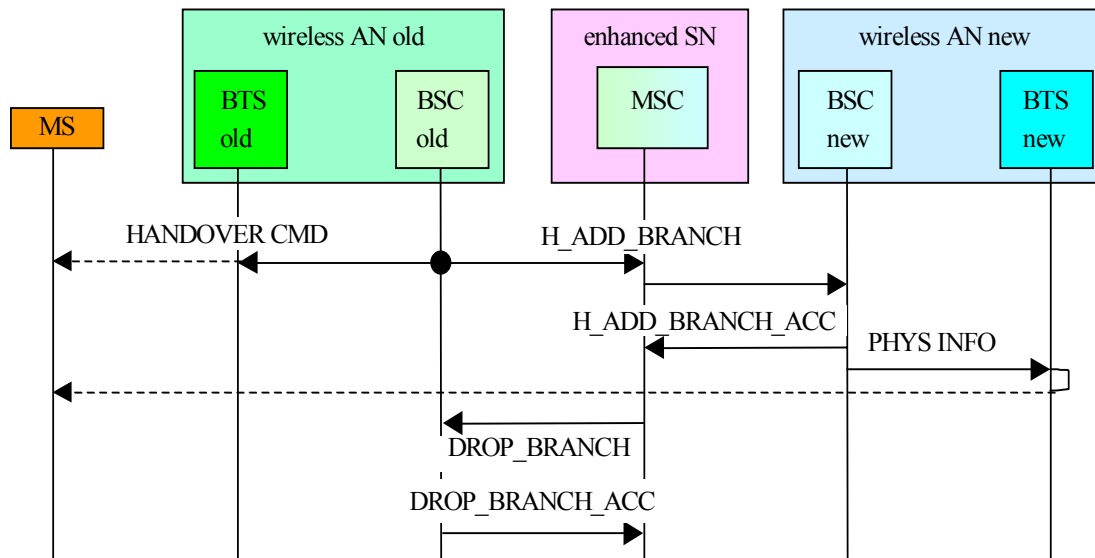 wireless AN old
enhanced SN
wireless AN new
MS
BTS
old
BSC
old
MSC
BSC
new
BTS
new
HANDOVER CMD
H_ADD_BRANCH
H_ADD_BRANCH_ACC
PHYS INFO
DROP_BRANCH
DROP_BRANCH_ACC